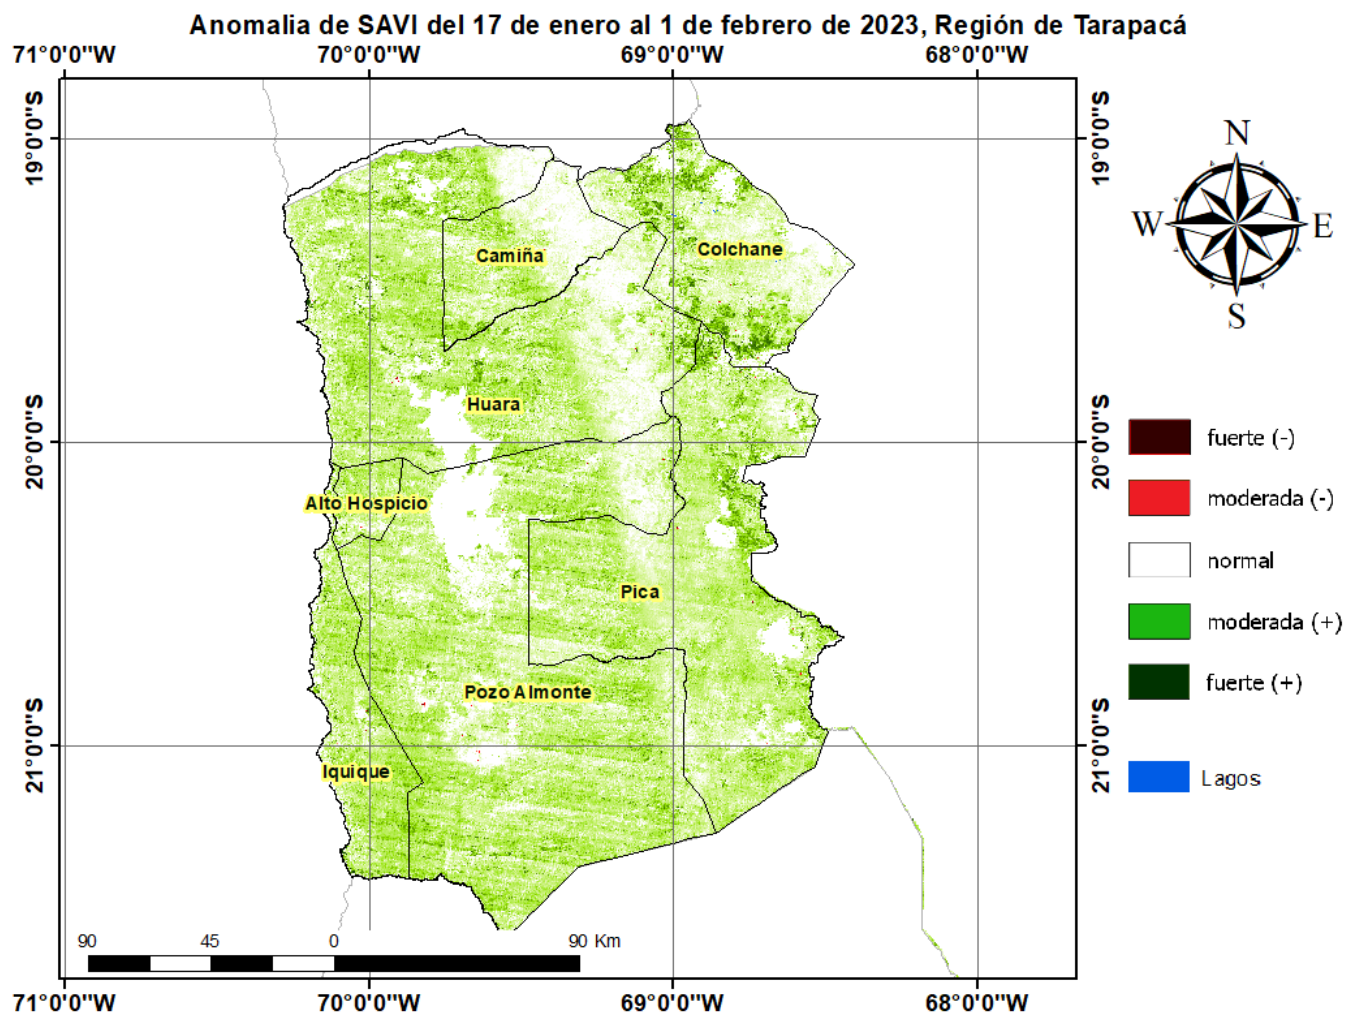 Anomalia de SAVI del 17 de enero al 1 de febrero de 2023, Región de Tarapacá
71°0'0"W 70°0'0"W 69°0'0"W 68°0'0"W
19°0'0"S 19°0'0"S
N
W E
S
Camiña
Colchane
Huara
20°0'0"S 20°0'0"S
fuerte (-)
Alto Hospicio
moderada (-)
normal
Pica
moderada (+)
fuerte (+)
Pozo Almonte
21°0'0"S 21°0'0"S
Iquique
Lagos
90 45 0 90 Km
71°0'0"W 70°0'0"W 69°0'0"W 68°0'0"W